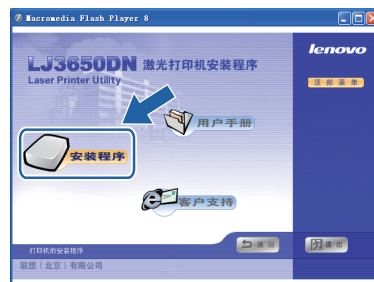 Macromedia Flash Player 8
lenovo
LJ3650DN 激光打印机安装程序
Laser Printer Utility
顶部菜单
用户手册
安装程序
客户支持
打印机的安装程序
返回
退出
联想（北京）有限公司